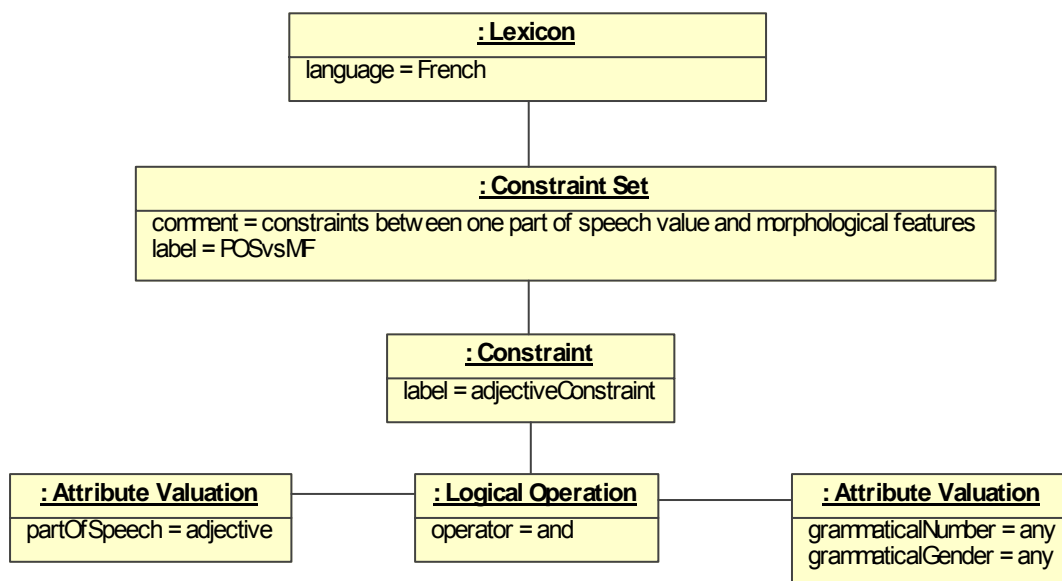 : Lexicon
language = French
: Constraint Set
comment = constraints between one part of speech value and morphological features
label = POSvsMF
: Constraint
label = adjectiveConstraint
: Attribute Valuation
partOfSpeech = adjective
: Logical Operation
operator = and
: Attribute Valuation
grammaticalNumber = any
grammaticalGender = any